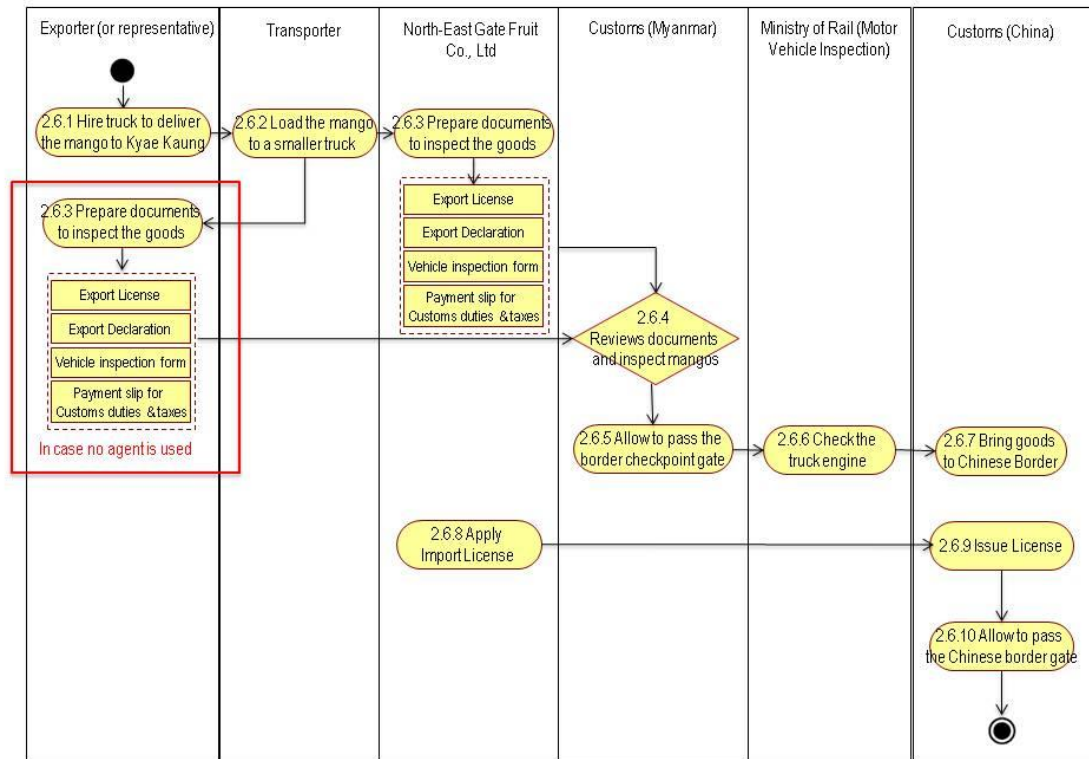 Exporter (or representative)
Transporter
North-East Gate Fruit
Co., Ltd
Customs (Myanmar)
Ministry of Rail (Motor
Vehicle Inspection)
Customs (China)
2.6.1 Hire truck to deliver
the mango to Kyae Kaung
2.6.2 Load the mango
to a smaller truck
2.6.3 Prepare documents
to inspect the goods
Export License
Export Declaration
Vehicle inspection form
Payment slip for
Customs duties & taxes
2.6.3 Prepare documents
to inspect the goods
Export License
Export Declaration
Vehicle inspection form
Payment slip for
Customs duties & taxes
In case no agent is used
2.6.4
Reviews documents
and inspect mangos
2.6.5 Allow to pass the
border checkpoint gate
2.6.6 Check the
truck engine
2.6.7 Bring goods
to Chinese Border
2.6.8 Apply
Import License
2.6.9 Issue License
2.6.10 Allow to pass
the Chinese border gate